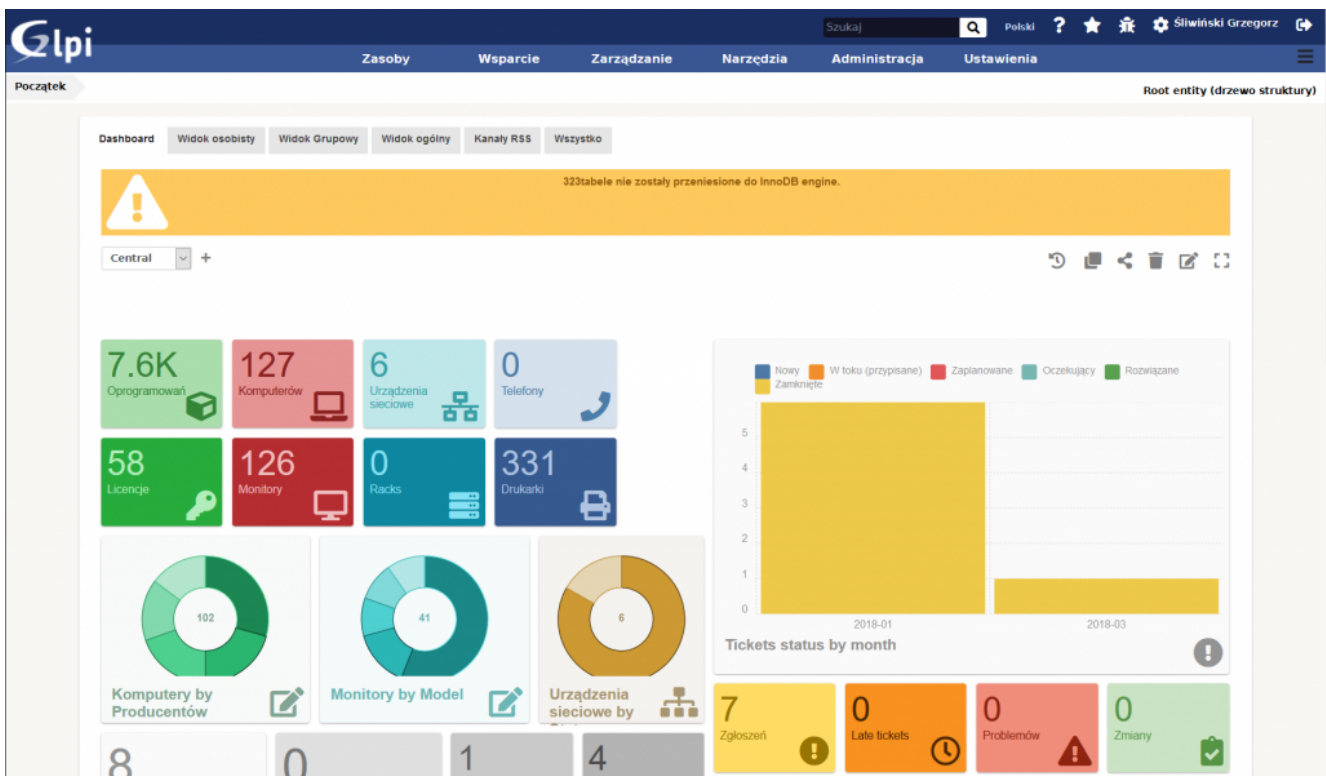 Glpi
Szukaj
Polski
?
Śliwiński Grzegorz
Zasoby Wsparcie Zarządzanie Narzędzia Administracja Ustawienia
Początek
Root entity (drzewo struktury)
Dashboard Widok osobisty Widok Grupowy Widok ogólny Kanały RSS Wszystko
323tabele nie zostały przeniesione do InnoDB engine.
Central
7.6K
Oprogramowań
127
Komputerów
6
Urządzenia
sieciowe
0
Telefony
58
Licencje
126
Monitory
0
Racks
331
Drukarki
Nowy W toku (przypisane) Zaplanowane Oczekujący Rozwiązane
Zamknięte
5
4
3
2
1
0
2018-01 2018-03
Tickets status by month
102
Komputery by
Producentów
41
Monitory by Model
6
Urządzenia
sieciowe by
7
Zgłoszeń
0
Late tickets
0
Problemów
0
Zmiany
8
0
1
4